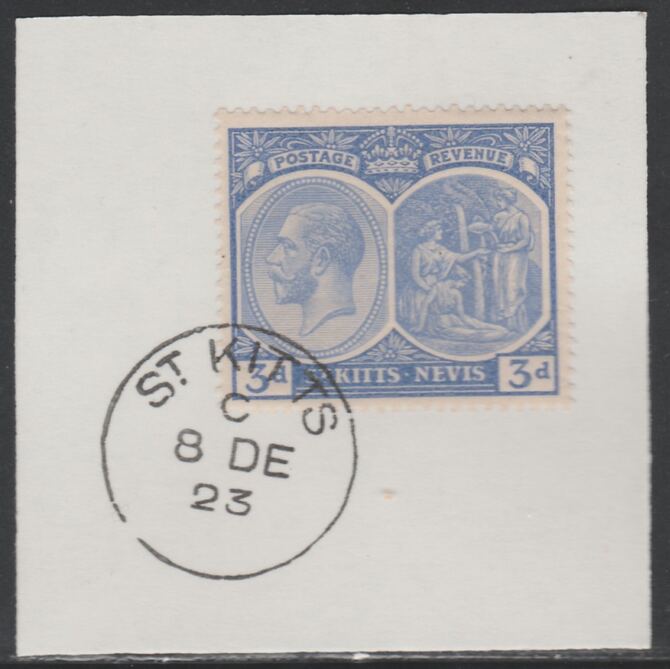 POSTAGE REVENUE
3d ST KITTS · NEVIS 3d
ST. KITTS
C
8 DE
23